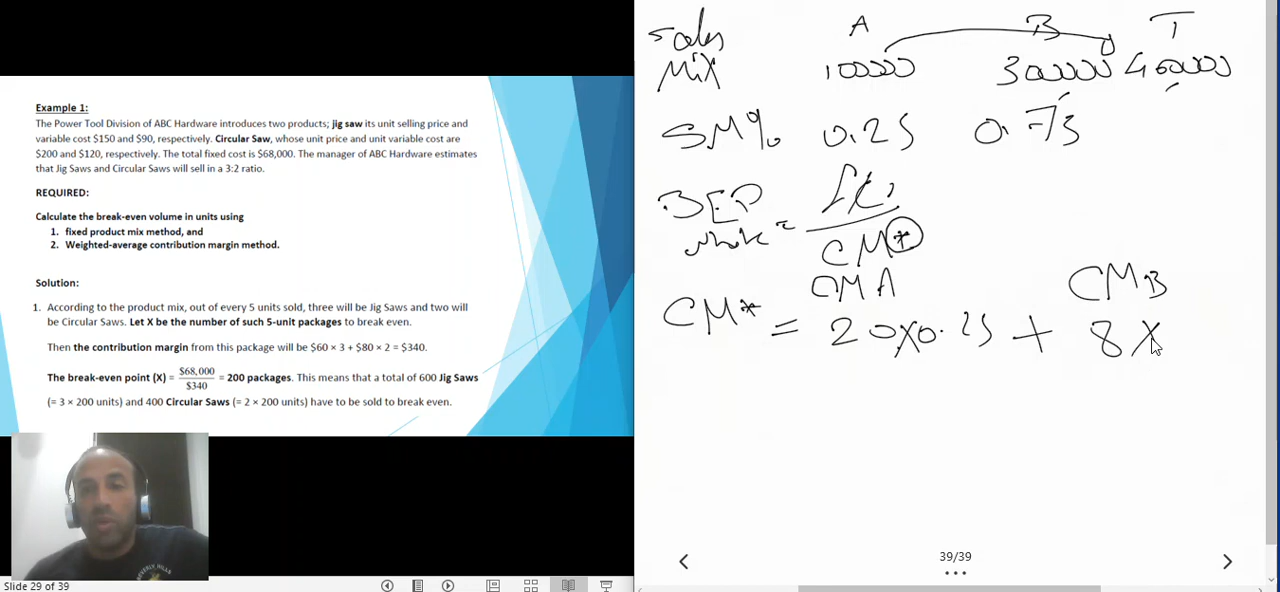 Example 1:
The Power Tool Division of ABC Hardware introduces two products; jig saw its unit selling price and
variable cost $150 and $90, respectively. Circular Saw, whose unit price and unit variable cost are
$200 and $120, respectively. The total fixed cost is $68,000. The manager of ABC Hardware estimates
that Jig Saws and Circular Saws will sell in a 3:2 ratio.
REQUIRED:
Calculate the break-even volume in units using
1. fixed product mix method, and
2. Weighted-average contribution margin method.
Solution:
1. According to the product mix, out of every 5 units sold, three will be Jig Saws and two will
be Circular Saws. Let X be the number of such 5-unit packages to break even.
Then the contribution margin from this package will be $60 × 3 + $80 × 2 = $340.
The break-even point (X) = $68,000 / $340 = 200 packages. This means that a total of 600 Jig Saws
(= 3 × 200 units) and 400 Circular Saws (= 2 × 200 units) have to be sold to break even.
BEVERLY HILLS
Slide 29 of 39
Sales A B T
Mix 100000 300000 400000
SM% 0.25 0.75
BEP =
CM*
CMA CMB
CM* = 20x0.25 + 8x
39/39